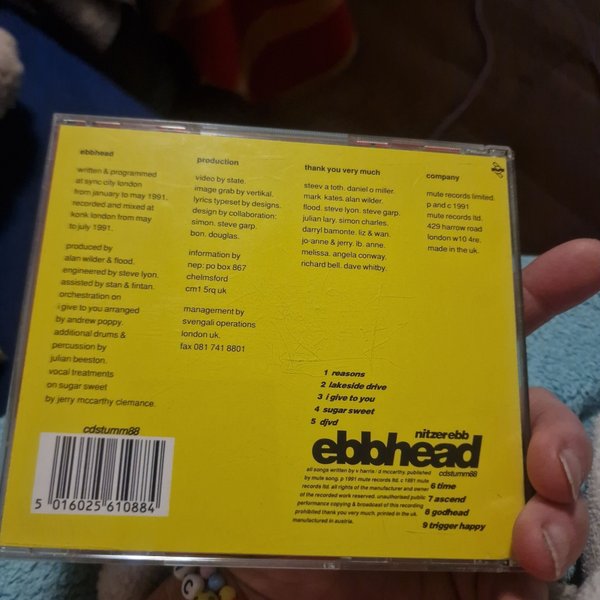 ebbhead
written & programmed
at sync city london
from january to may 1991.
recorded and mixed at
konk london from may
to july 1991.
produced by
alan wilder & flood.
engineered by steve lyon.
assisted by stan & fintan.
orchestration on
i give to you arranged
by andrew poppy.
additional drums &
percussion by
julian beeston.
vocal treatments
on sugar sweet
by jerry mccarthy clemance.
cdstumm88
5 016025 610884
production
video by state.
image grab by vertikal.
lyrics typeset by designs.
design by collaboration:
simon. steve garp.
bon. douglas.
information by
nep: po box 867
chelmsford
cm1 5rq uk
management by
svengali operations
london uk.
fax 081 741 8801
thank you very much
steev a toth. daniel o miller.
mark. kates. alan wilder.
flood. steve lyon. steve garp.
julian lary. simon charles.
darryl bamonte. liz & wan.
jo-anne & jerry. lb. anne.
melissa. angela conway.
richard bell. dave whitby.
company
mute records limited.
p and c 1991
mute records ltd.
429 harrow road
london w10 4re.
made in the uk.
1 reasons
2 lakeside drive
3 i give to you
4 sugar sweet
5 djvd
nitzerebb
ebbhead
cdstumm88
all songs written by v harris / d mccarthy. published
by mute song. p 1991 mute records ltd. c 1991 mute
records ltd. all rights of the manufacturer and owner
of the recorded work reserved. unauthorised public
performance copying & broadcast of this recording
prohibited thank you very much. printed in the uk.
manufactured in austria.
6 time
7 ascend
8 godhead
9 trigger happy